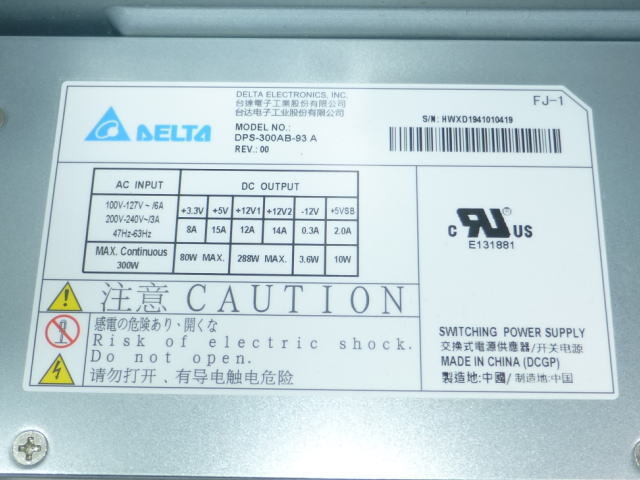 DELTA ELECTRONICS, INC.
台達電子工業股份有限公司
台达电子工业股份有限公司
DELTA
MODEL NO.:
DPS-300AB-93 A
REV.: 00
FJ-1
S/N: HWXD1941010419
AC INPUT DC OUTPUT
100V-127V ~ /6A
200V-240V~/3A
47Hz-63Hz
+3.3V +5V +12V1 +12V2 -12V +5VSB
8A 15A 12A 14A 0.3A 2.0A
MAX. Continuous
300W
80W MAX. 288W MAX. 3.6W 10W
C RU US
E131881
注意 CAUTION
感電の危険あり、開くな
Risk of electric shock.
Do not open.
请勿打开、有导电触电危险
SWITCHING POWER SUPPLY
交換式電源供應器/开关电源
MADE IN CHINA (DCGP)
製造地:中國/制造地:中国